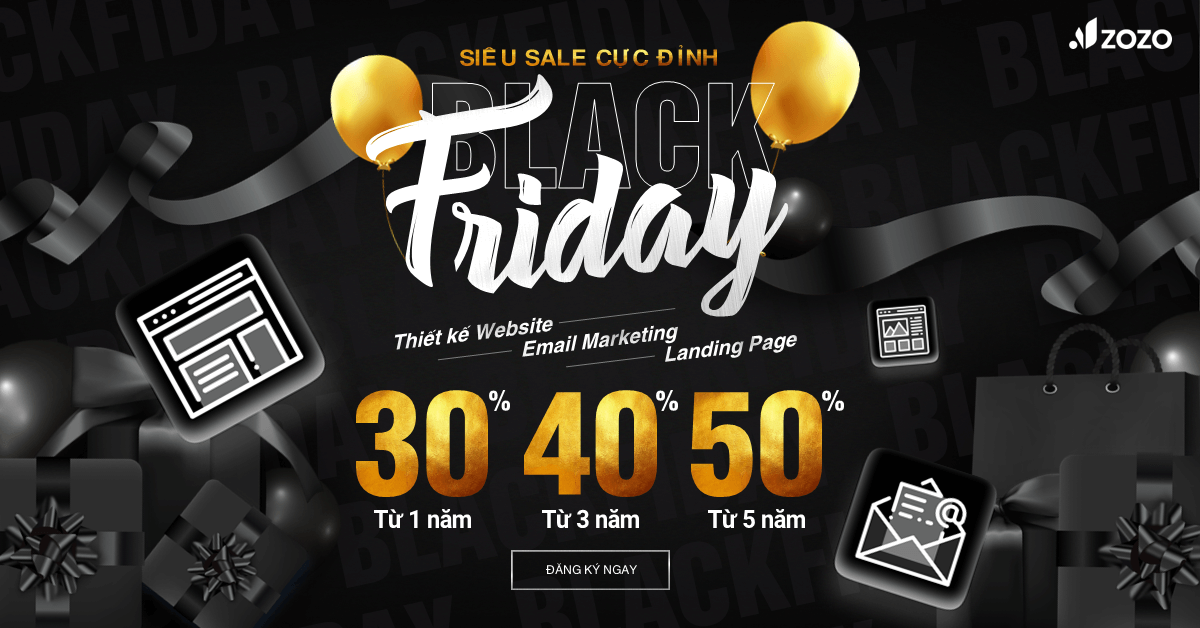 ZOZO
SIÊU SALE CỰC ĐỈNH
BLACK
Friday
Thiết kế Website
Email Marketing
Landing Page
30% 40% 50%
Từ 1 năm Từ 3 năm Từ 5 năm
ĐĂNG KÝ NGAY